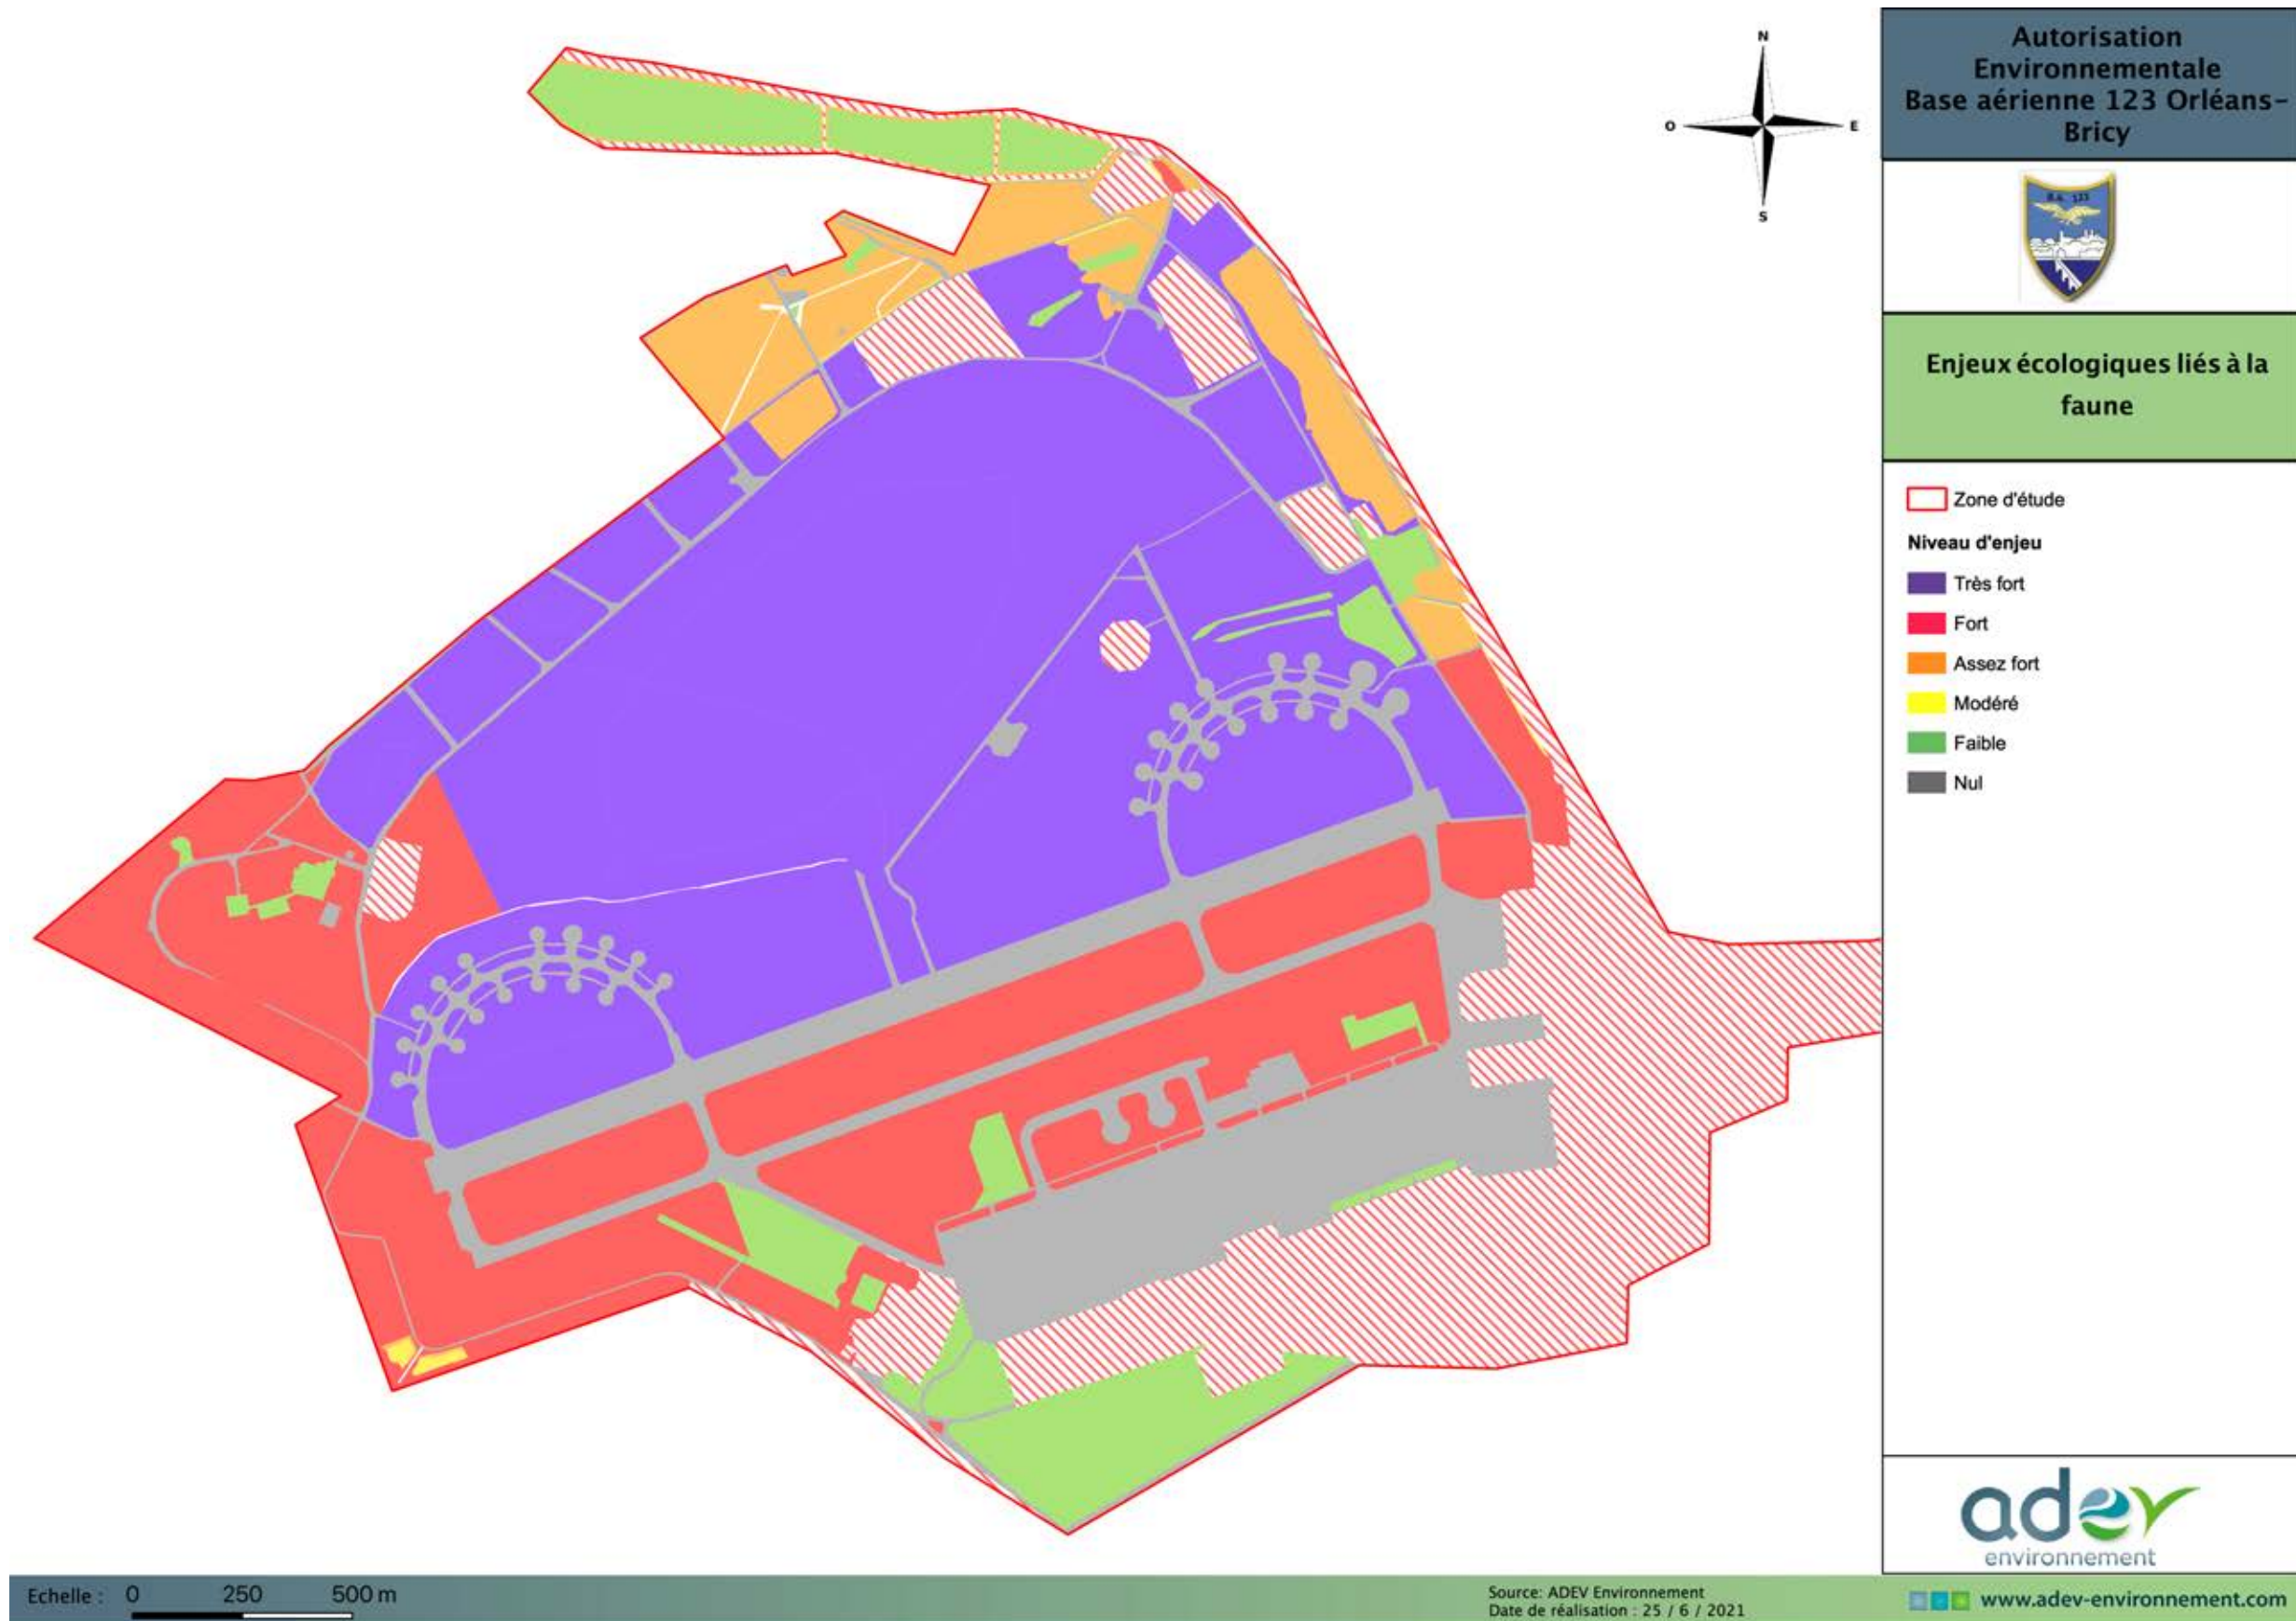 Autorisation
Environnementale
Base aérienne 123 Orléans-
Bricy
N
O
E
S
B.A. 123
Enjeux écologiques liés à la
faune
Zone d'étude
Niveau d'enjeu
Très fort
Fort
Assez fort
Modéré
Faible
Nul
adev
environnement
Echelle : 0 250 500 m
Source: ADEV Environnement
Date de réalisation : 25 / 6 / 2021
www.adev-environnement.com